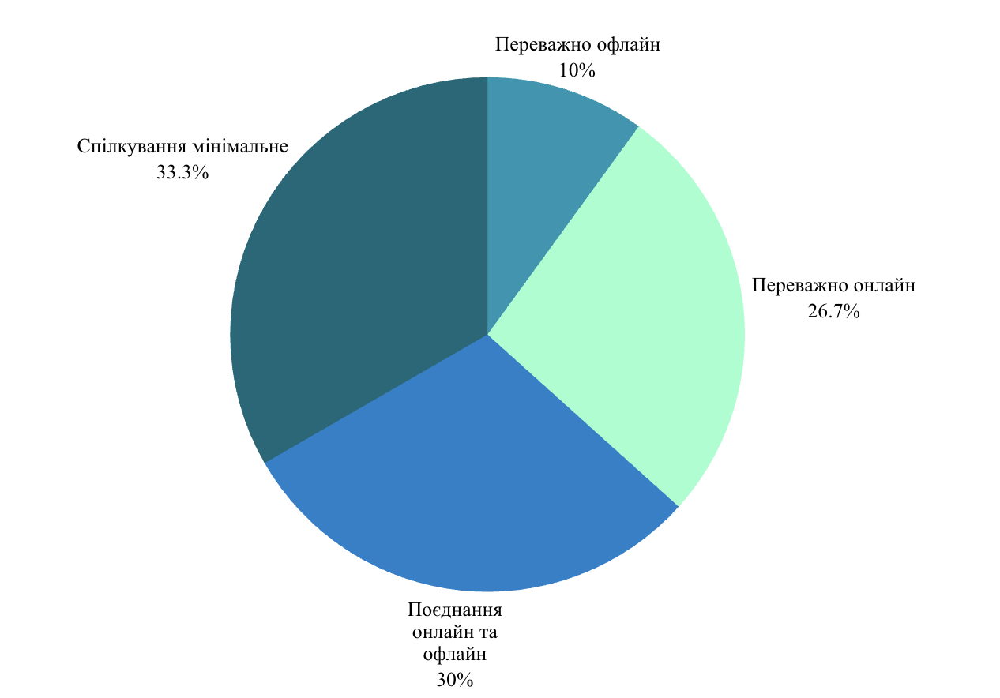 Переважно офлайн
10%
Спілкування мінімальне
33.3%
Переважно онлайн
26.7%
Поєднання
онлайн та
офлайн
30%